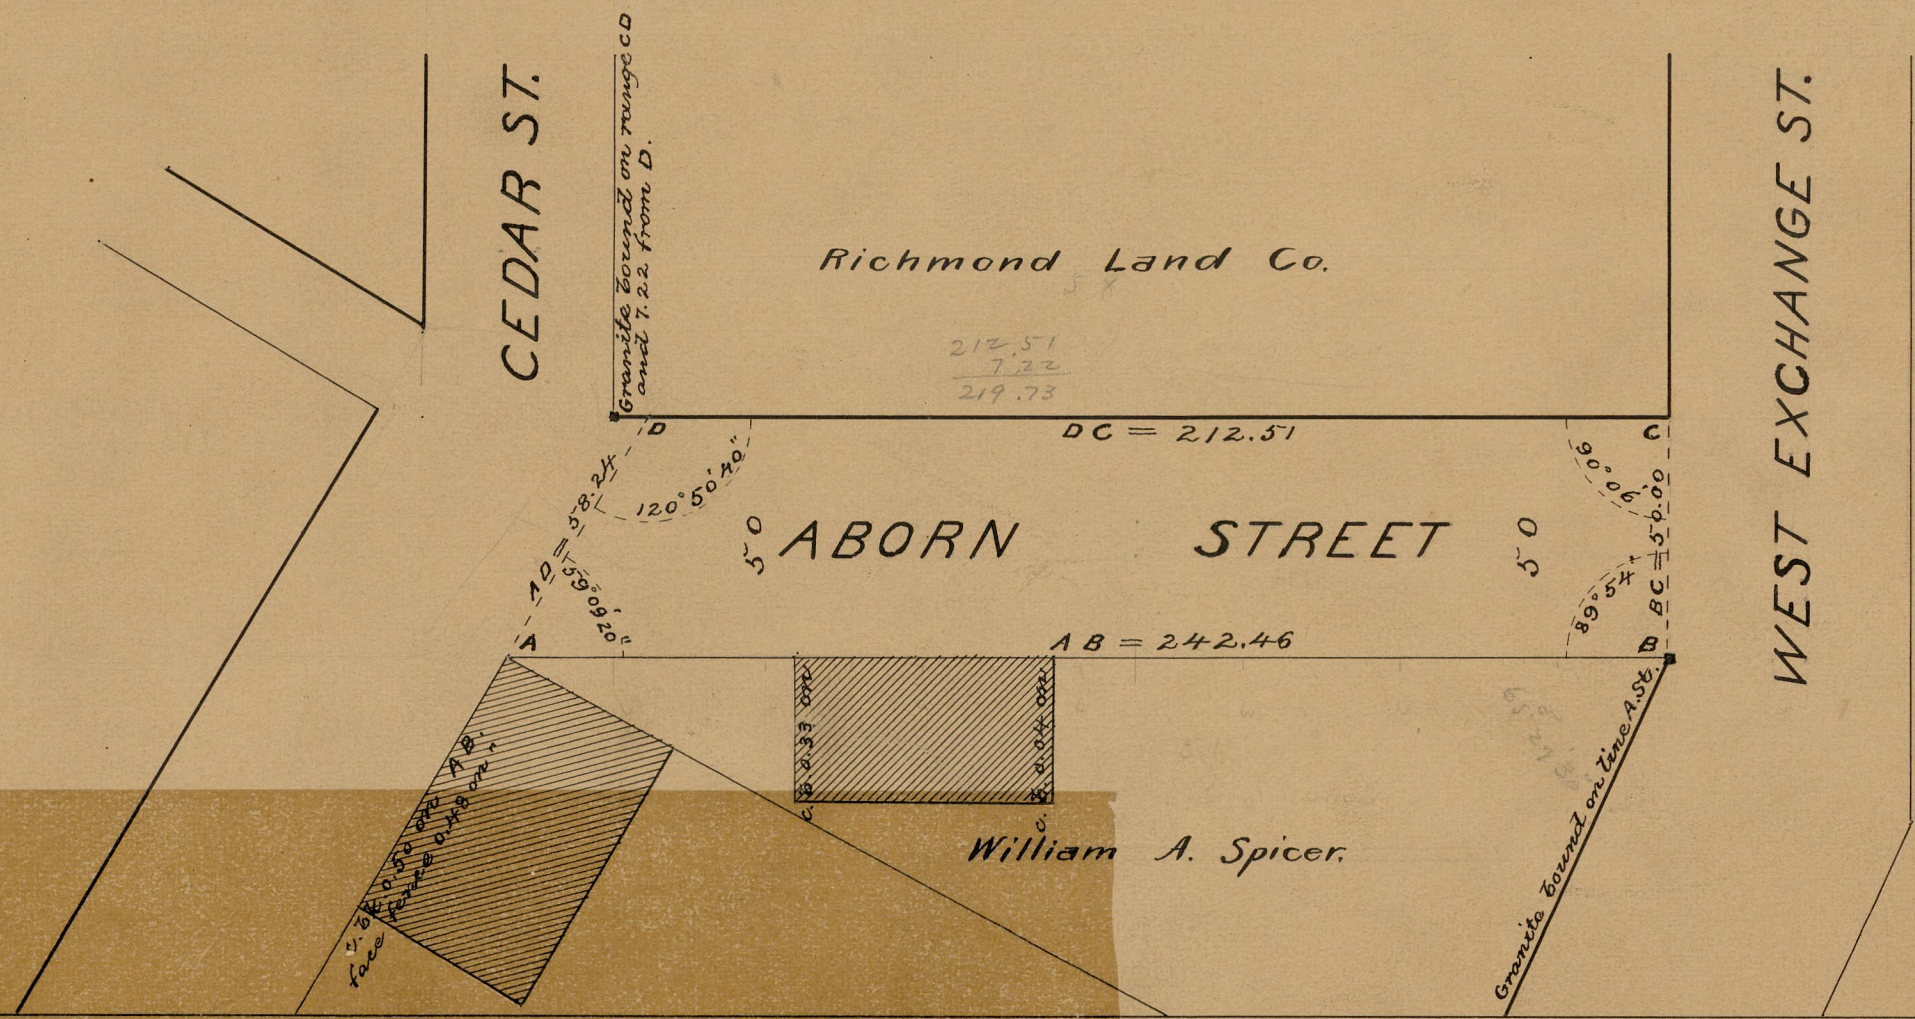 CEDAR ST.
Granite bound on range CD
and 7.22 from D.
Richmond Land Co.
WEST EXCHANGE ST.
212.51
7.22
219.73
D
DC = 212.51
C
AD = 58.24
120° 50' 40"
90° 06'
50
ABORN STREET
50
BC = 50.00
59° 09' 20"
89° 54'
A
AB = 242.46
B
c.b. 0.33 on
c.b. 0.04 on
0.50 on AB.
face fence 0.48 on "
William A. Spicer.
Granite bound on line A. St.